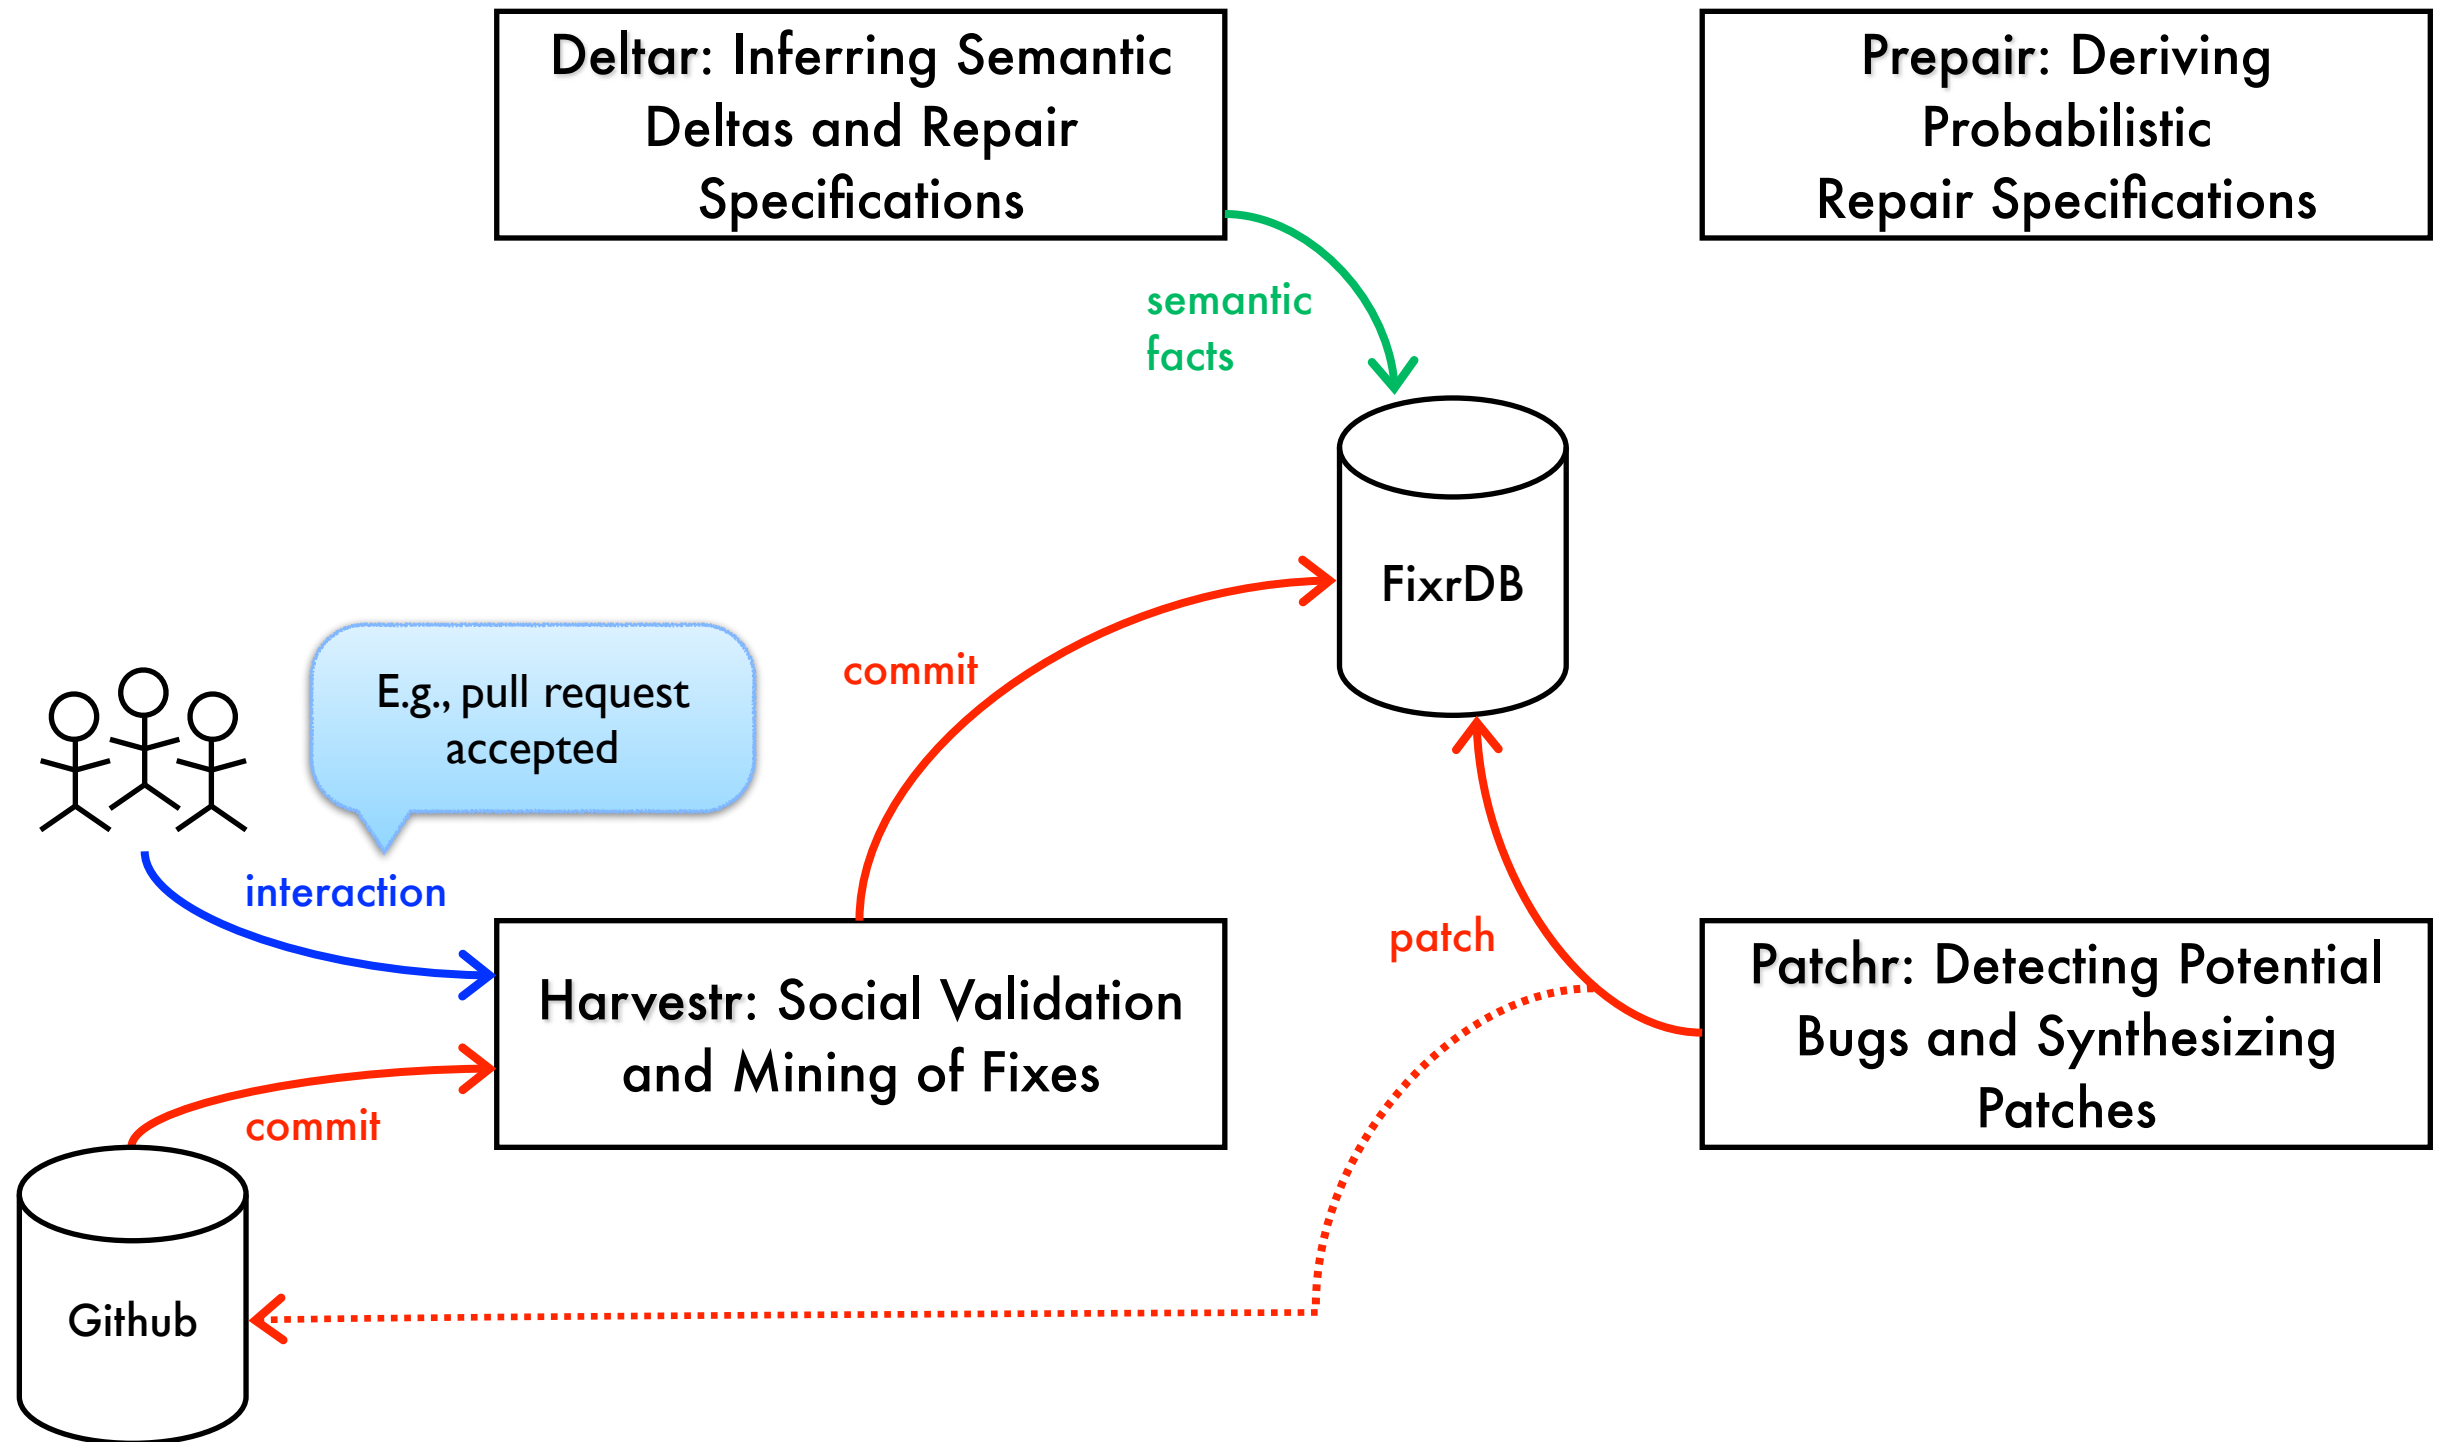 Deltar: Inferring Semantic
Deltas and Repair
Specifications
Prepair: Deriving
Probabilistic
Repair Specifications
semantic
facts
FixrDB
E.g., pull request
accepted
commit
interaction
Harvestr: Social Validation
and Mining of Fixes
patch
Patchr: Detecting Potential
Bugs and Synthesizing
Patches
commit
Github